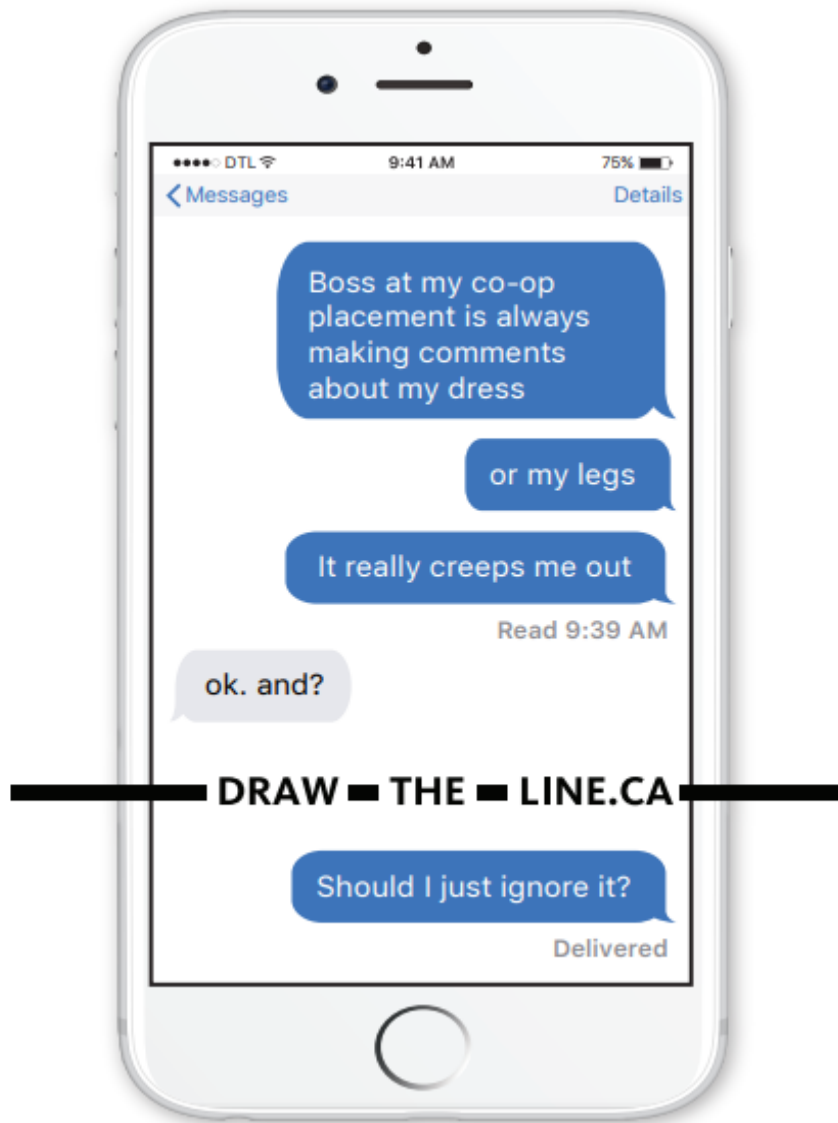 DTL 9:41 AM 75%
Messages Details
Boss at my co-op
placement is always
making comments
about my dress
or my legs
It really creeps me out
Read 9:39 AM
ok. and?
DRAW THE LINE.CA
Should I just ignore it?
Delivered